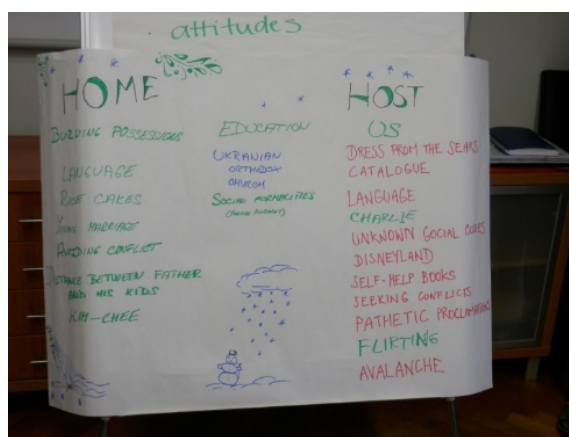 attitudes
HOME
BURNING POSSESSIONS
LANGUAGE
RICE CAKES
YOUNG MARRIAGE
AVOIDING CONFLICT
DISTANCE BETWEEN FATHER
AND HIS KIDS
KIM-CHEE
EDUCATION
UKRANIAN
ORTHODOX
CHURCH
SOCIAL FORMALITIES
HOST
US
DRESS FROM THE SEARS
CATALOGUE
LANGUAGE
CHARLIE
UNKNOWN SOCIAL CODES
DISNEYLAND
SELF-HELP BOOKS
SEEKING CONFLICTS
PATHETIC PROCLAMATIONS
FLIRTING
AVALANCHE